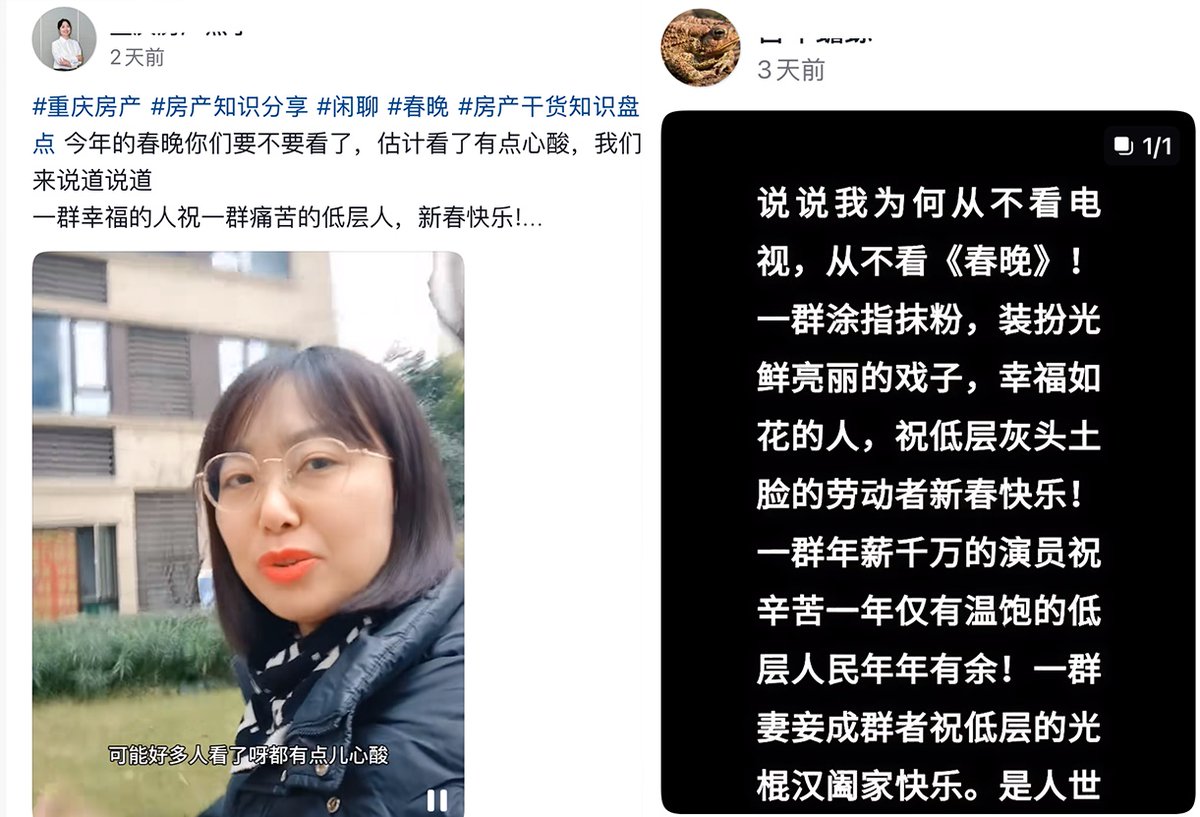 2天前
#重庆房产 #房产知识分享 #闲聊 #春晚 #房产干货知识盘
点 今年的春晚你们要不要看了，估计看了有点心酸，我们
来说道说道
一群幸福的人祝一群痛苦的低层人，新春快乐!...
可能好多人看了呀都有点儿心酸
3天前
1/1
说说我为何从不看电
视，从不看《春晚》！
一群涂指抹粉，装扮光
鲜亮丽的戏子，幸福如
花的人，祝低层灰头土
脸的劳动者新春快乐！
一群年薪千万的演员祝
辛苦一年仅有温饱的低
层人民年年有余！一群
妻妾成群者祝低层的光
棍汉阖家快乐。是人世